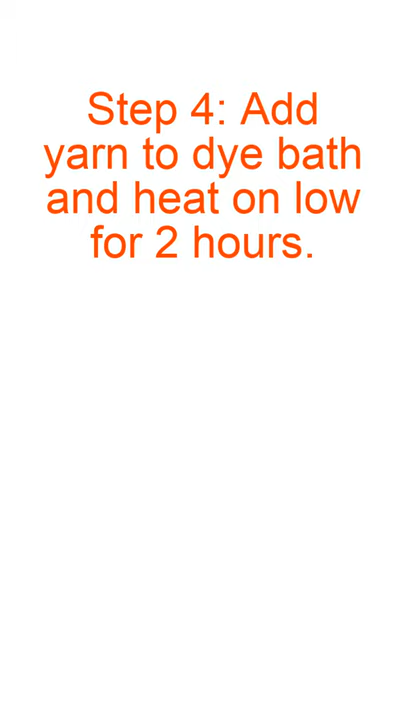 Step 4: Add
yarn to dye bath
and heat on low
for 2 hours.